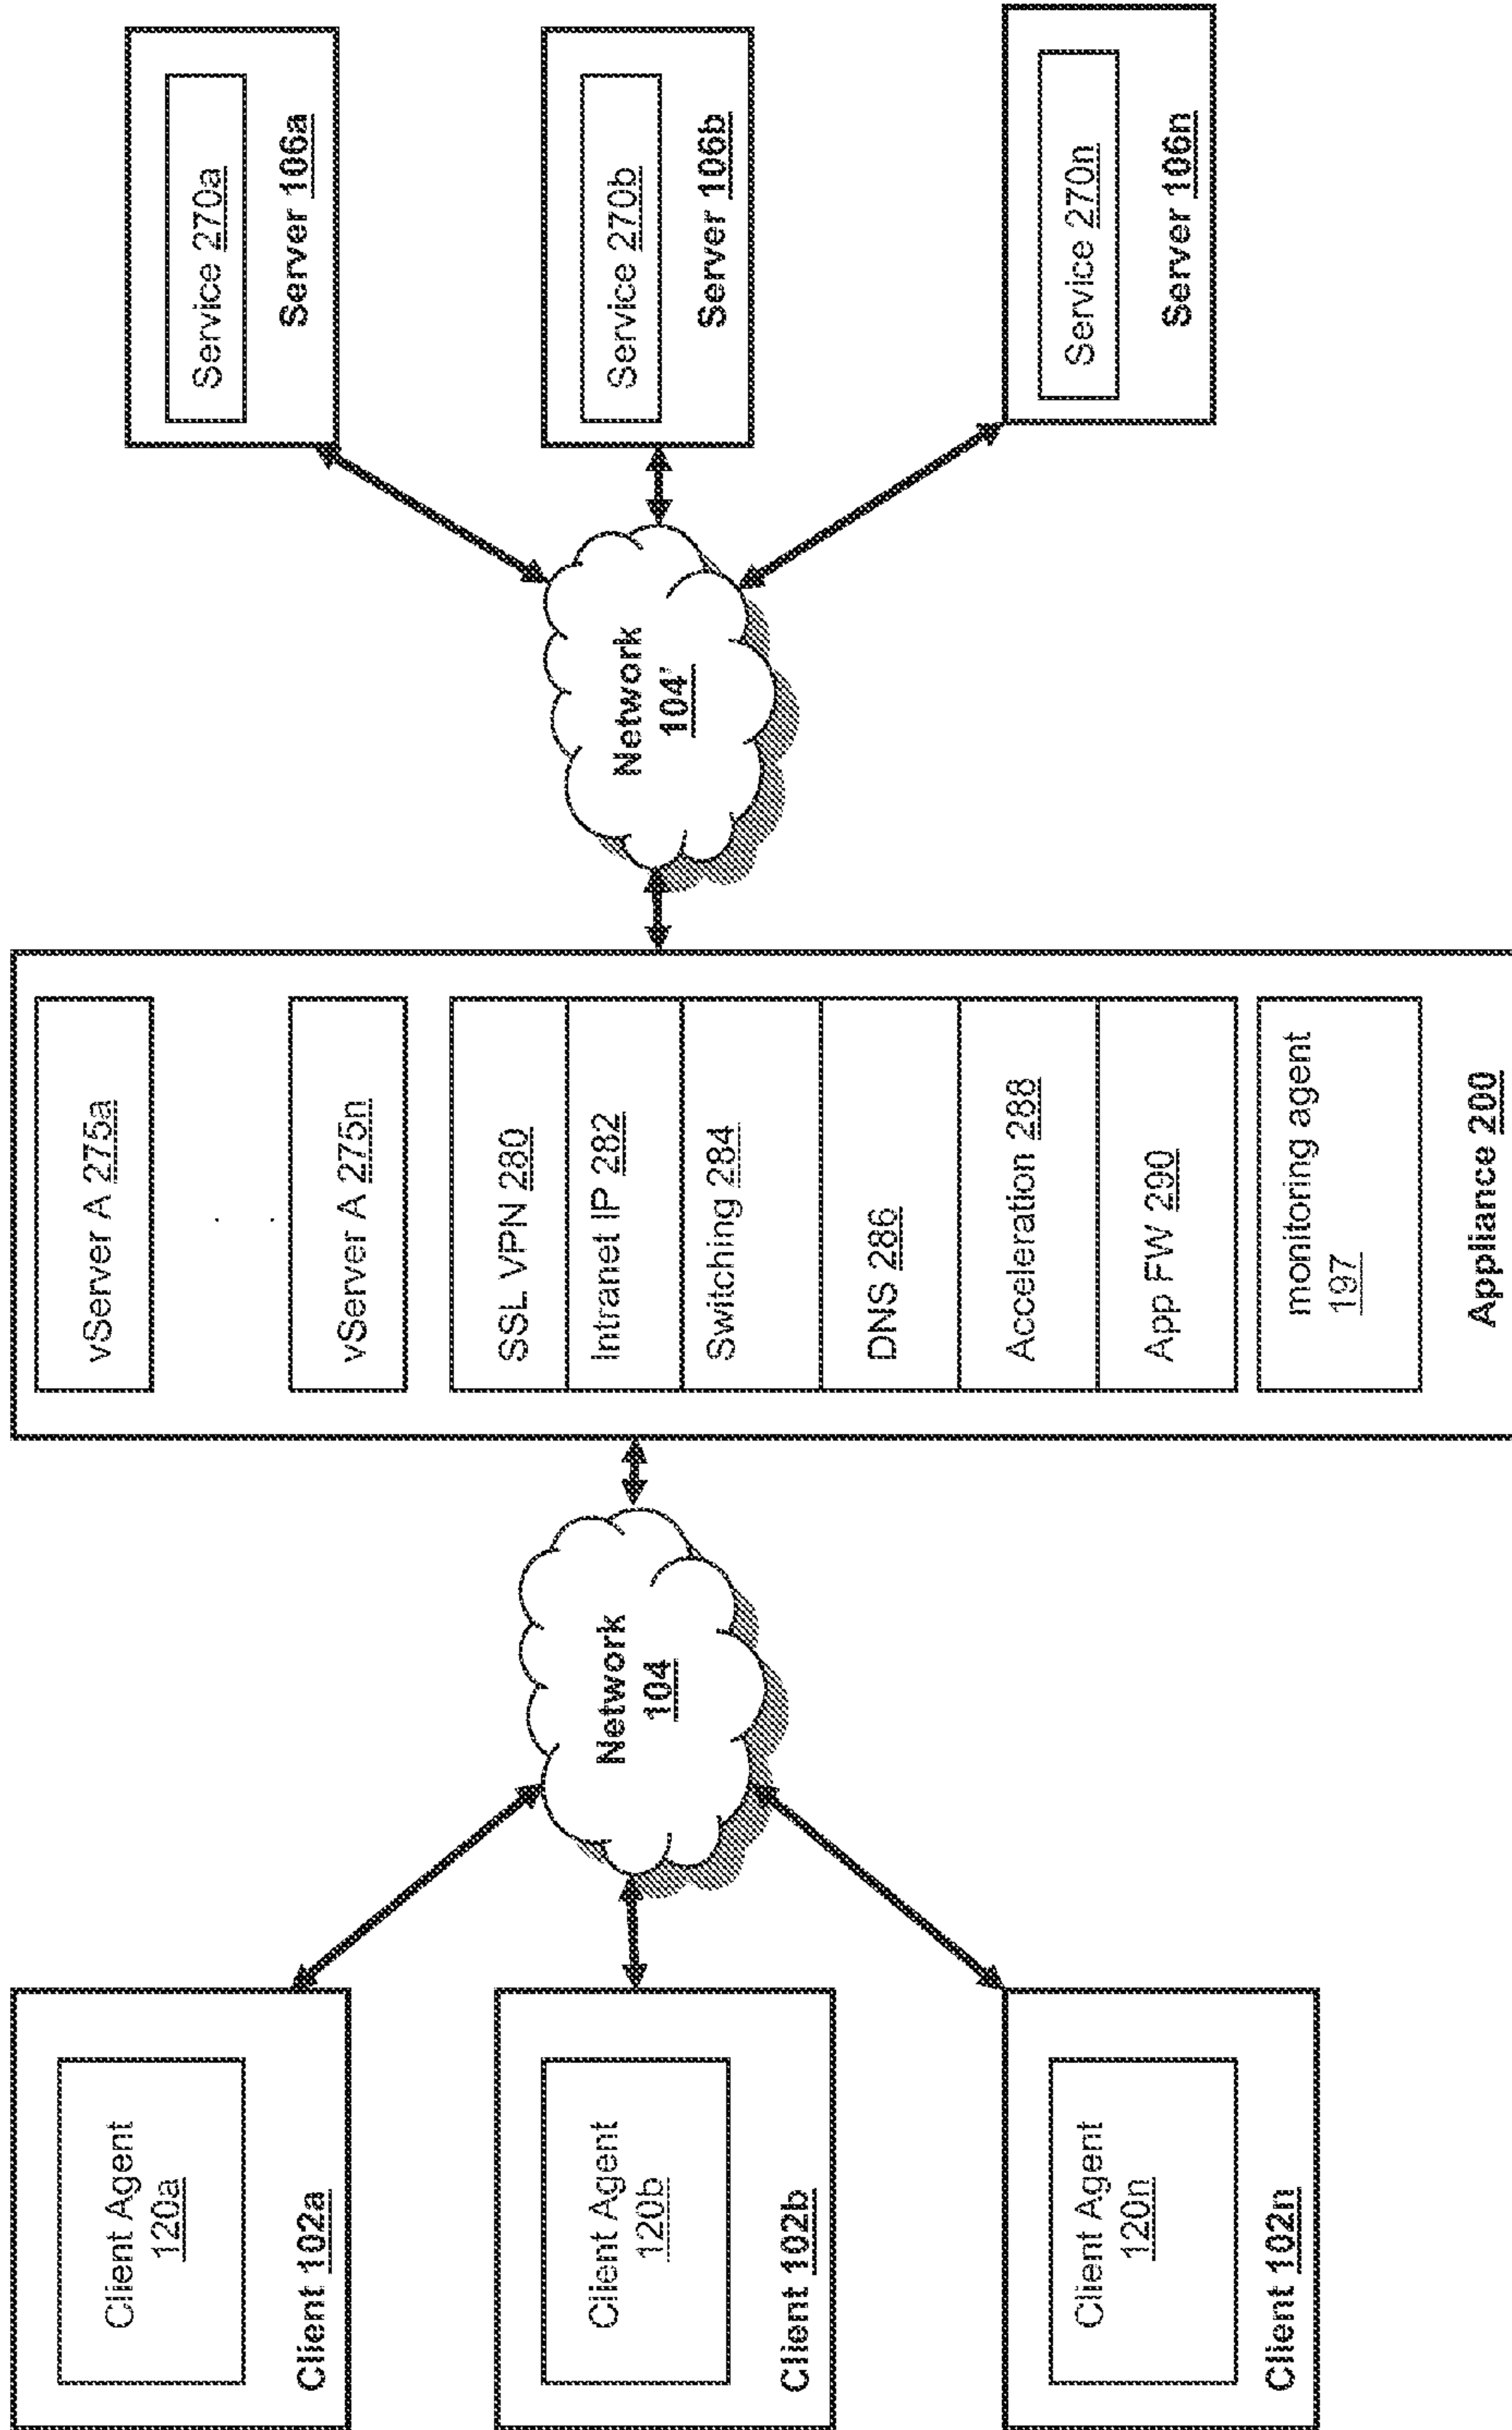 Client Agent
120a
Client 102a
Client Agent
120b
Client 102b
Client Agent
120n
Client 102n
Network
104
vServer A 275a
vServer A 275n
SSL VPN 280
Intranet IP 282
Switching 284
DNS 286
Acceleration 288
App FW 290
monitoring agent
197
Appliance 200
Network
104'
Service 270a
Server 106a
Service 270b
Server 106b
Service 270n
Server 106n